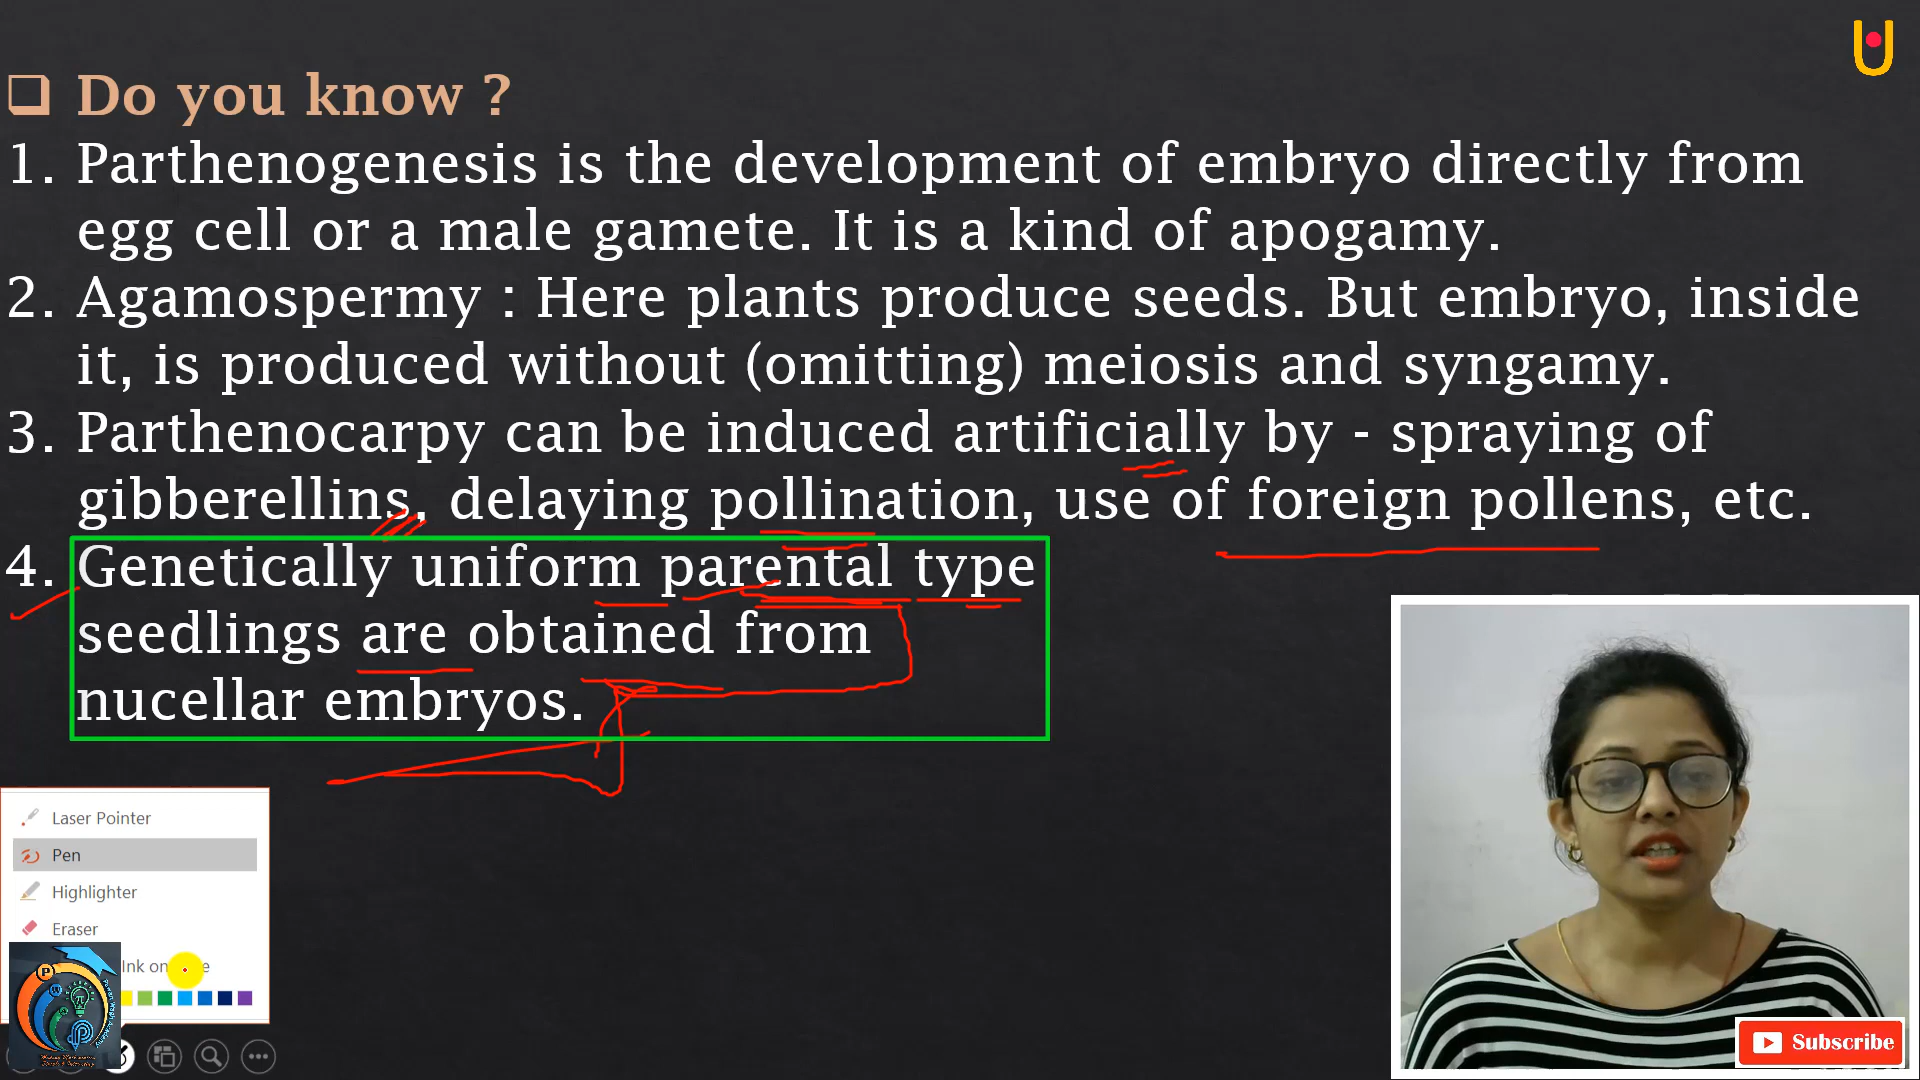 Do you know ?
1. Parthenogenesis is the development of embryo directly from
egg cell or a male gamete. It is a kind of apogamy.
2. Agamospermy : Here plants produce seeds. But embryo, inside
it, is produced without (omitting) meiosis and syngamy.
3. Parthenocarpy can be induced artificially by - spraying of
gibberellins, delaying pollination, use of foreign pollens, etc.
4. Genetically uniform parental type
seedlings are obtained from
nucellar embryos.
Laser Pointer
Pen
Highlighter
Eraser
Ink on
Subscribe